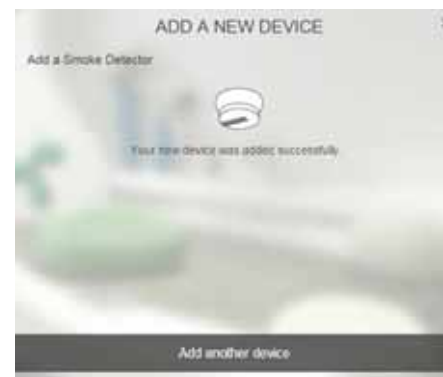 ADD A NEW DEVICE
Add a Smoke Detector
Your new device was added successfully
Add another device